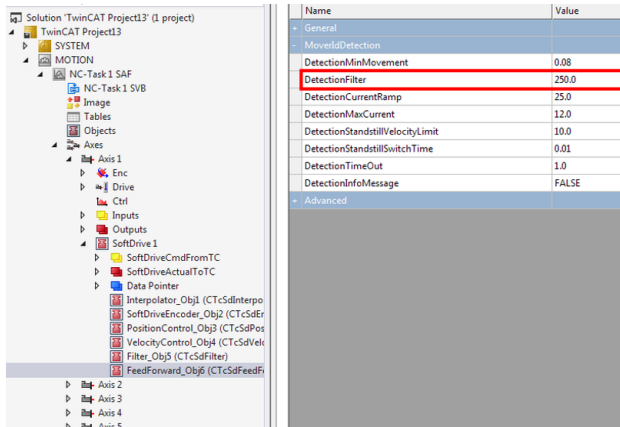 Solution 'TwinCAT Project13' (1 project)
TwinCAT Project13
SYSTEM
MOTION
NC-Task 1 SAF
NC-Task 1 SVB
Image
Tables
Objects
Axes
Axis 1
Enc
Drive
Ctrl
Inputs
Outputs
SoftDrive 1
SoftDriveCmdFromTC
SoftDriveActualToTC
Data Pointer
Interpolator_Obj1 (CTcSdInterpo
SoftDriveEncoder_Obj2 (CTcSdEr
PositionControl_Obj3 (CTcSdPos
VelocityControl_Obj4 (CTcSdVelc
Filter_Obj5 (CTcSdFilter)
FeedForward_Obj6 (CTcSdFeedF
Axis 2
Axis 3
Axis 4
Axis 5
Name Value
General
MoverIdDetection
DetectionMinMovement 0.08
DetectionFilter 250.0
DetectionCurrentRamp 25.0
DetectionMaxCurrent 12.0
DetectionStandstillVelocityLimit 10.0
DetectionStandstillSwitchTime 0.01
DetectionTimeOut 1.0
DetectionInfoMessage FALSE
Advanced